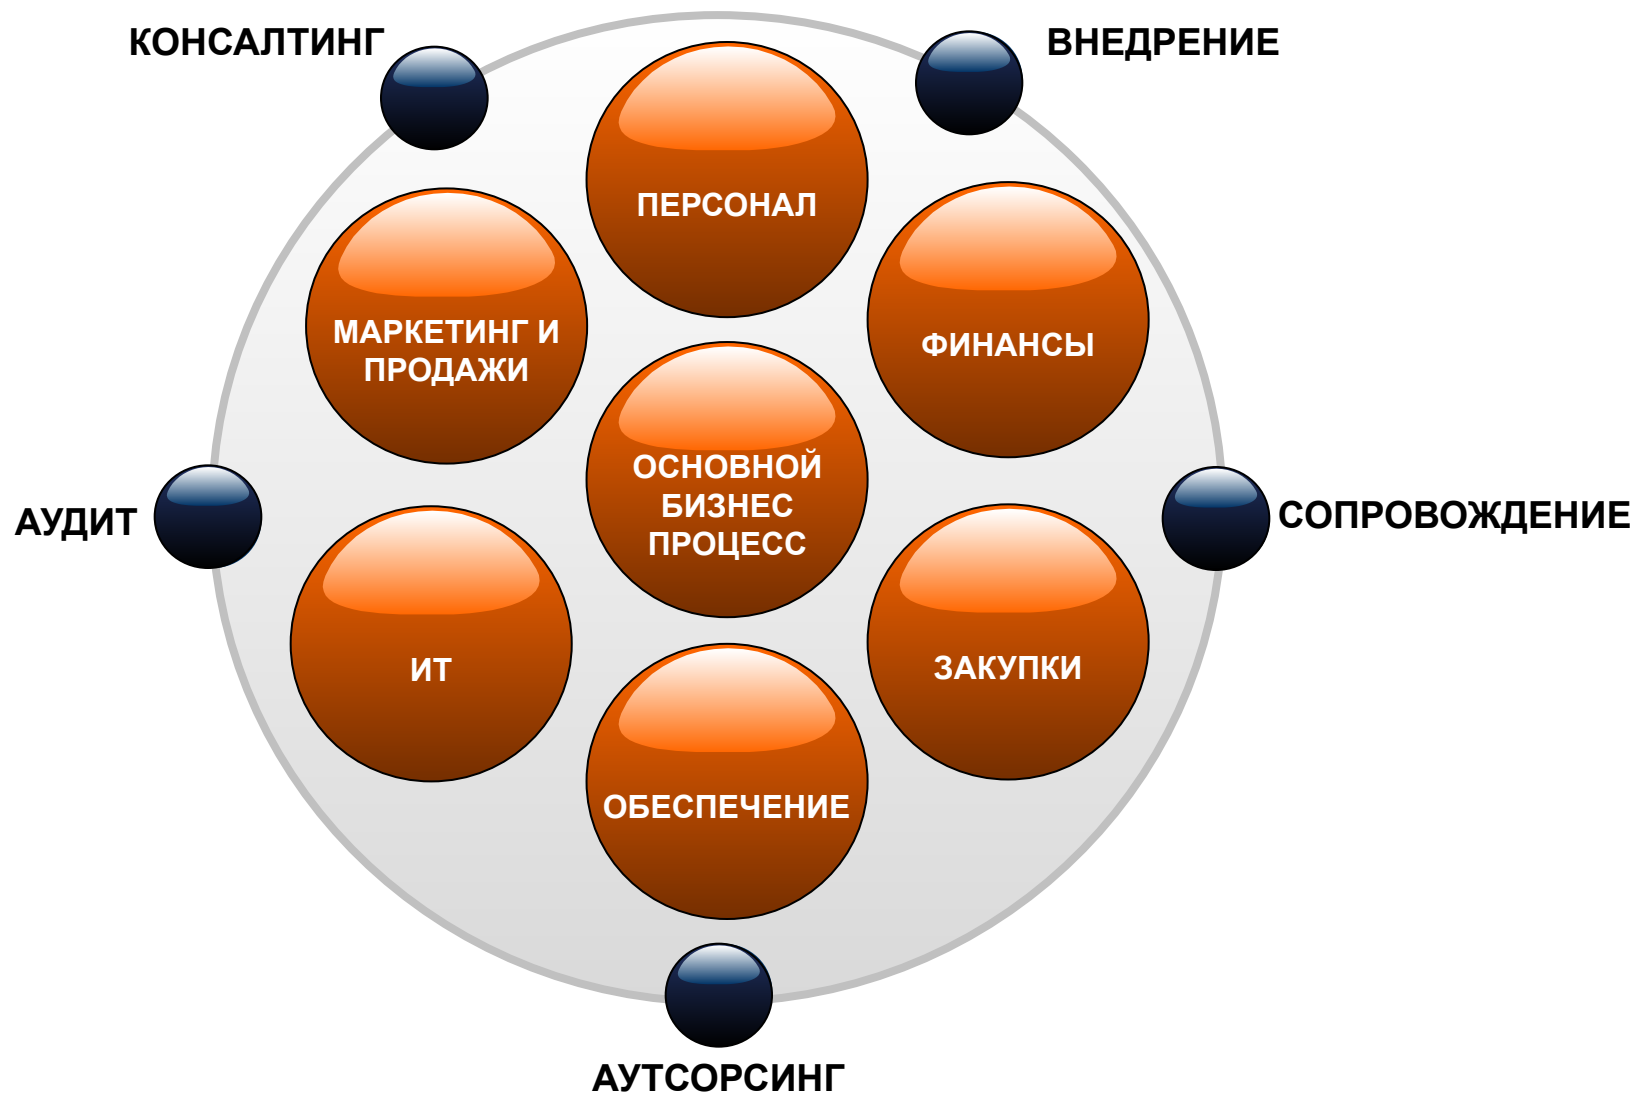 КОНСАЛТИНГ
ВНЕДРЕНИЕ
ПЕРСОНАЛ
МАРКЕТИНГ И
ПРОДАЖИ
ФИНАНСЫ
ОСНОВНОЙ
БИЗНЕС
ПРОЦЕСС
АУДИТ
СОПРОВОЖДЕНИЕ
ИТ
ЗАКУПКИ
ОБЕСПЕЧЕНИЕ
АУТСОРСИНГ